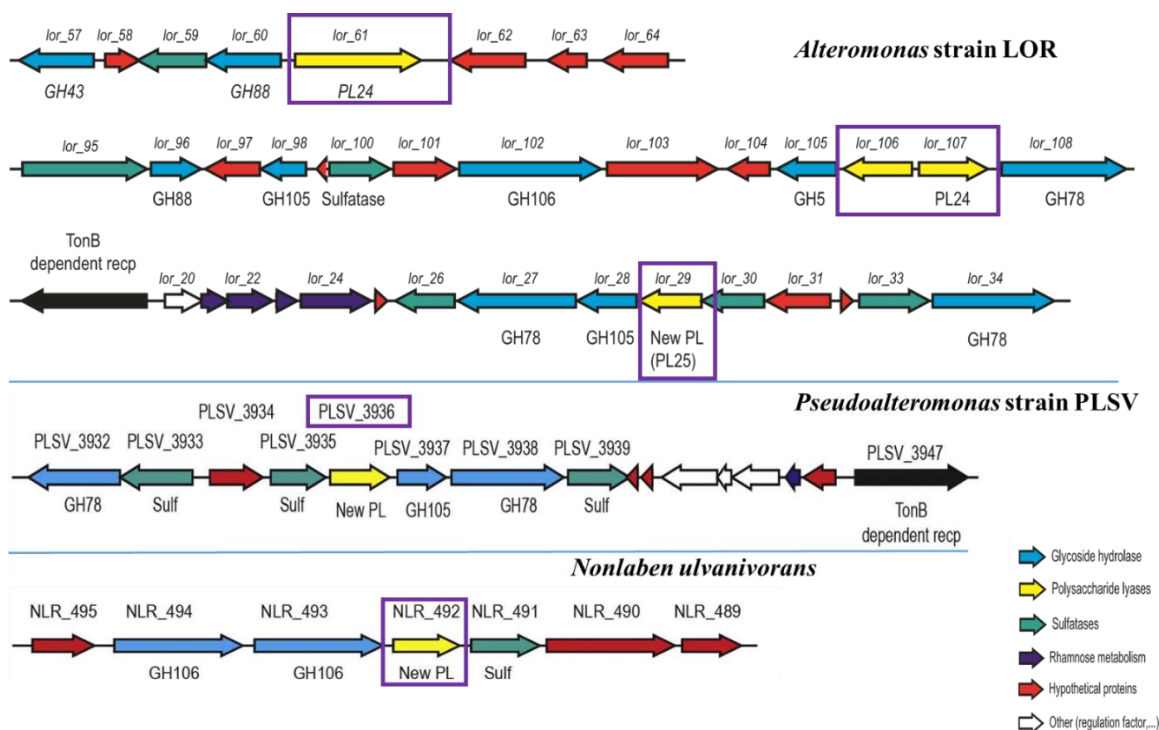 lor_57 lor_58 lor_59 lor_60 lor_61 lor_62 lor_63 lor_64
Alteromonas strain LOR
GH43 GH88 PL24
lor_95 lor_96 lor_97 lor_98 lor_100 lor_101 lor_102 lor_103 lor_104 lor_105 lor_106 lor_107 lor_108
GH88 GH105 Sulfatase GH106 GH5 PL24 GH78
TonB
dependent recp
lor_20 lor_22 lor_24 lor_26 lor_27 lor_28 lor_29 lor_30 lor_31 lor_33 lor_34
GH78 GH105 New PL GH78
(PL25)
Pseudoalteromonas strain PLSV
PLSV_3934 PLSV_3936
PLSV_3932 PLSV_3933 PLSV_3935 PLSV_3937 PLSV_3938 PLSV_3939 PLSV_3947
GH78 Sulf Sulf New PL GH105 GH78 Sulf TonB
dependent recp
Nonlaben ulvanivorans
NLR_495 NLR_494 NLR_493 NLR_492 NLR_491 NLR_490 NLR_489
GH106 GH106 New PL Sulf
Glycoside hydrolase
Polysaccharide lyases
Sulfatases
Rhamnose metabolism
Hypothetical proteins
Other (regulation factor,...)